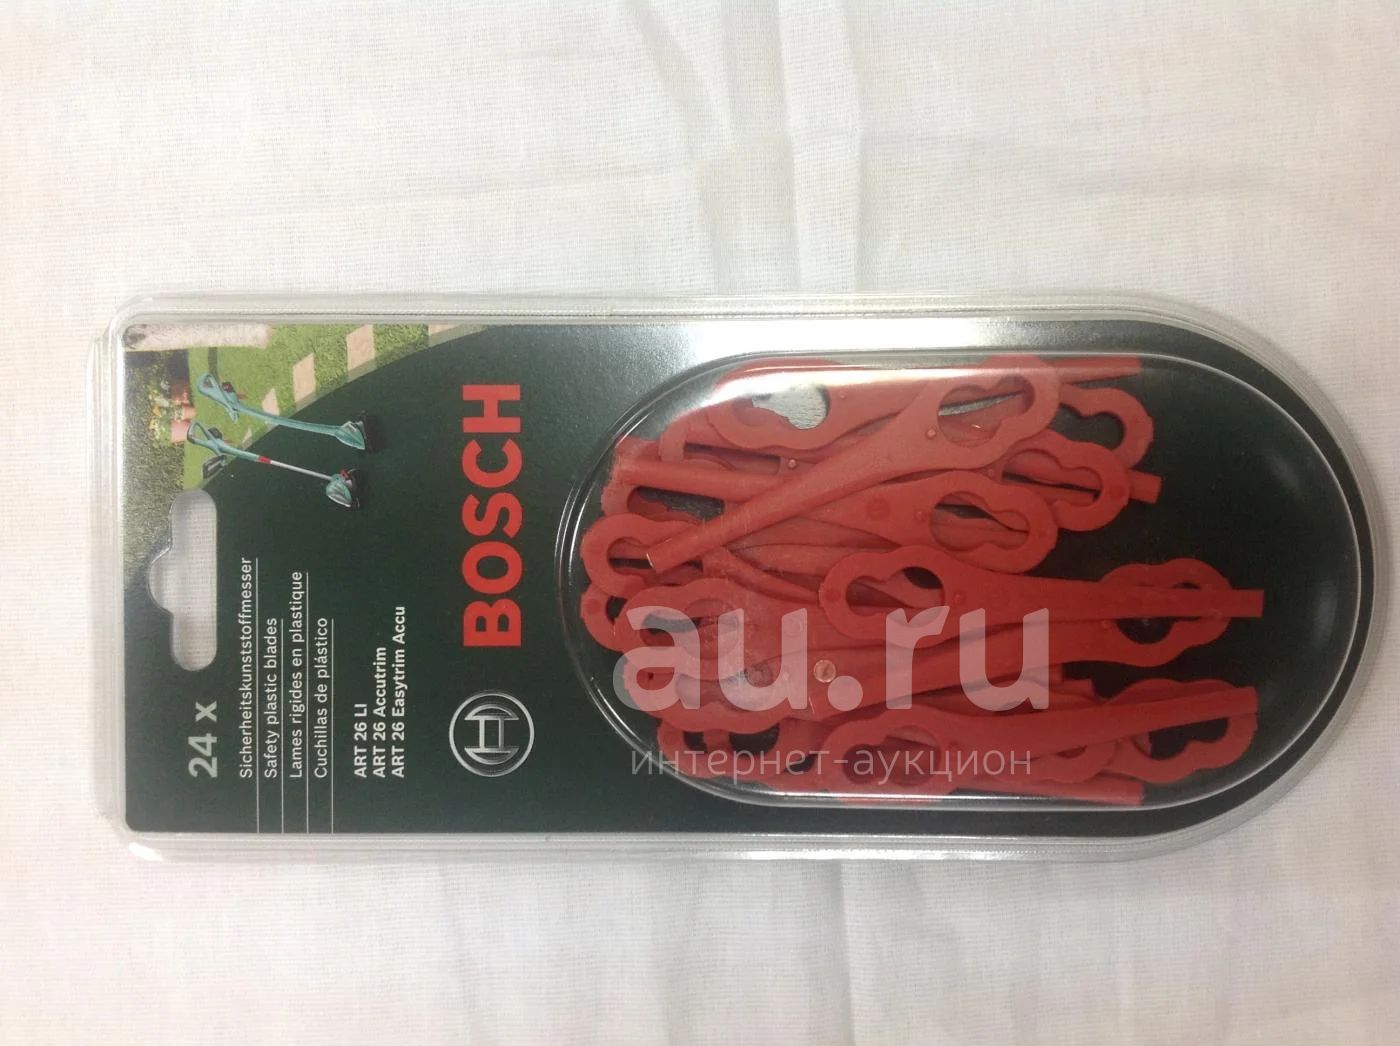 24 x
Sicherheitskunststoffmesser
Safety plastic blades
Lames rigides en plastique
Cuchillas de plástico
ART 26 LI
ART 26 Accutrim
ART 26 Easytrim Accu
BOSCH
au.ru
интернет-аукцион